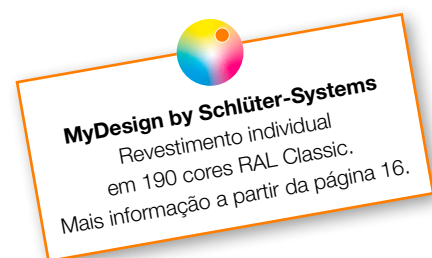 MyDesign by Schlüter-Systems
Revestimento individual
em 190 cores RAL Classic.
Mais informação a partir da página 16.